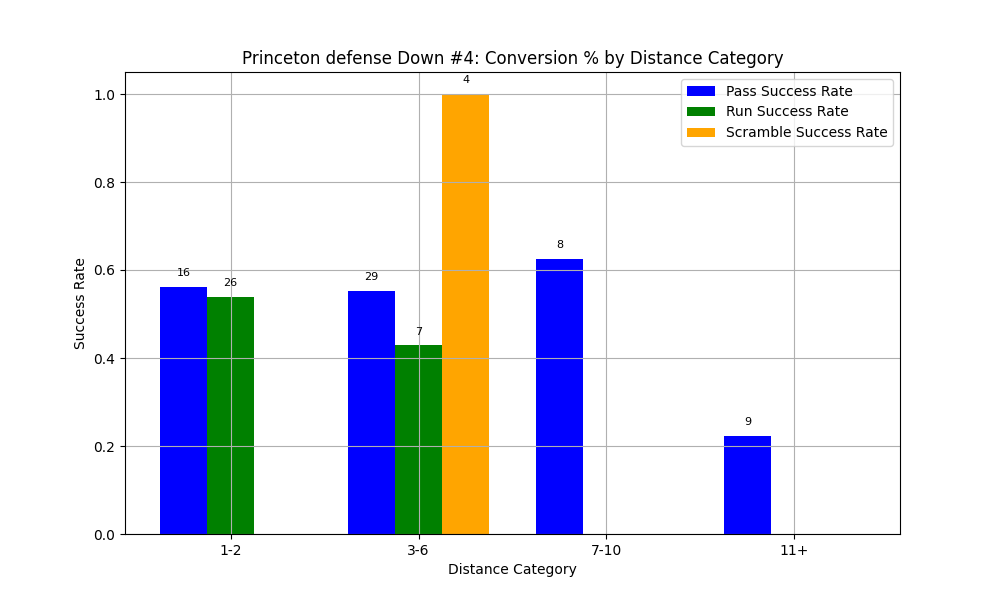 Princeton defense Down #4: Conversion % by Distance Category
Pass Success Rate
Run Success Rate
Scramble Success Rate
Success Rate
1.0
0.8
0.6
0.4
0.2
0.0
16
26
29
7
4
8
9
1-2
3-6
7-10
11+
Distance Category